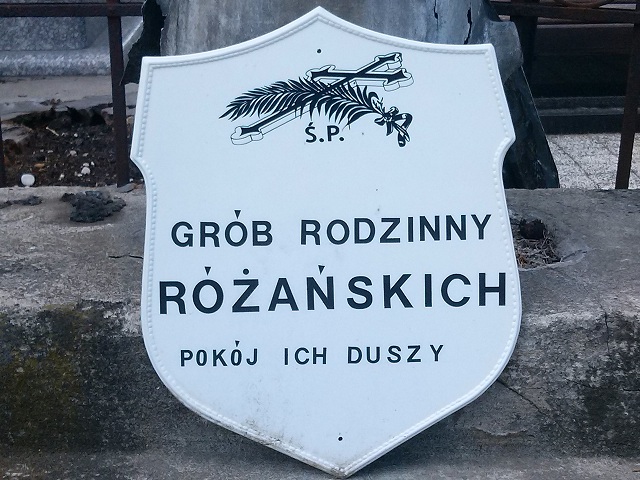 Ś.P.
GRÓB RODZINNY
RÓŻAŃSKICH
POKÓJ ICH DUSZY